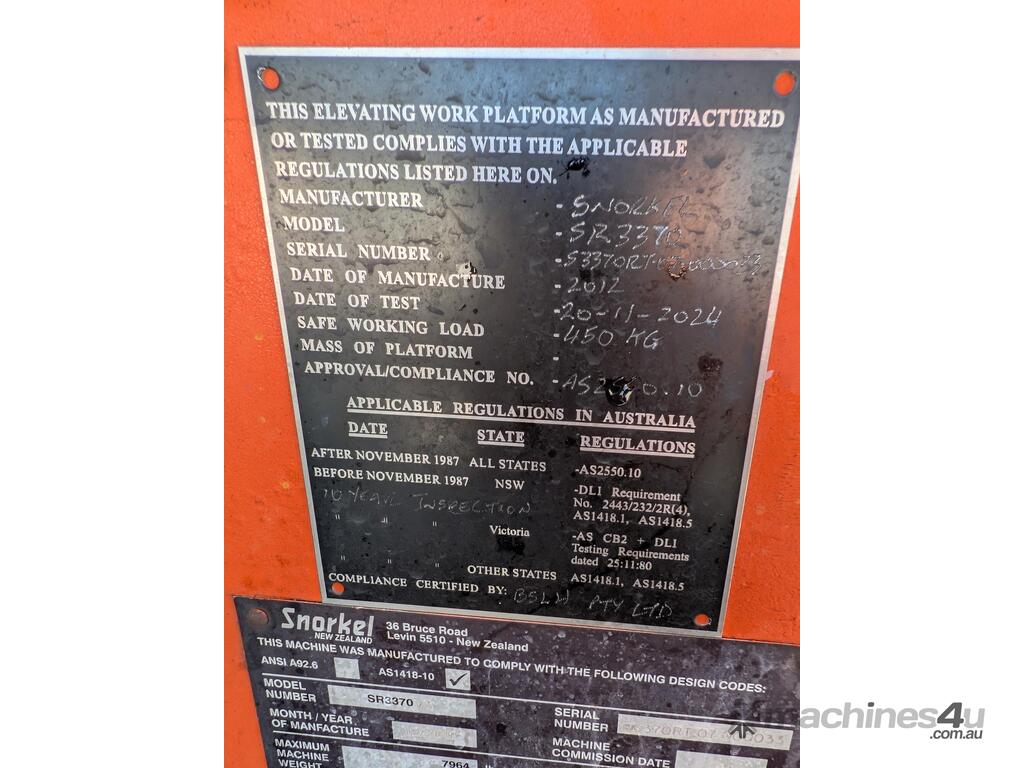 THIS ELEVATING WORK PLATFORM AS MANUFACTURED
OR TESTED COMPLIES WITH THE APPLICABLE
REGULATIONS LISTED HERE ON.
MANUFACTURER - SNORKEL
MODEL - SR3370
SERIAL NUMBER
DATE OF MANUFACTURE - 2012
DATE OF TEST - 20-11-2024
SAFE WORKING LOAD - 450 KG
MASS OF PLATFORM -
APPROVAL/COMPLIANCE NO. - AS2550.10
APPLICABLE REGULATIONS IN AUSTRALIA
DATE STATE REGULATIONS
AFTER NOVEMBER 1987 ALL STATES -AS2550.10
BEFORE NOVEMBER 1987 NSW -DLI Requirement
No. 2443/232/2R(4),
10 YEAR INSPECTION AS1418.1, AS1418.5
" " " Victoria -AS CB2 + DLI
Testing Requirements
dated 25:11:80
" " " OTHER STATES AS1418.1, AS1418.5
COMPLIANCE CERTIFIED BY: BSLH PTY LTD
Snorkel NEW ZEALAND
36 Bruce Road
Levin 5510 - New Zealand
THIS MACHINE WAS MANUFACTURED TO COMPLY WITH THE FOLLOWING DESIGN CODES:
ANSI A92.6 AS1418-10 ✓
MODEL NUMBER SR3370
SERIAL NUMBER
MONTH / YEAR OF MANFACTURE
MACHINE COMMISSION DATE
MAXIMUM MACHINE WEIGHT 7964
machines4u
.com.au